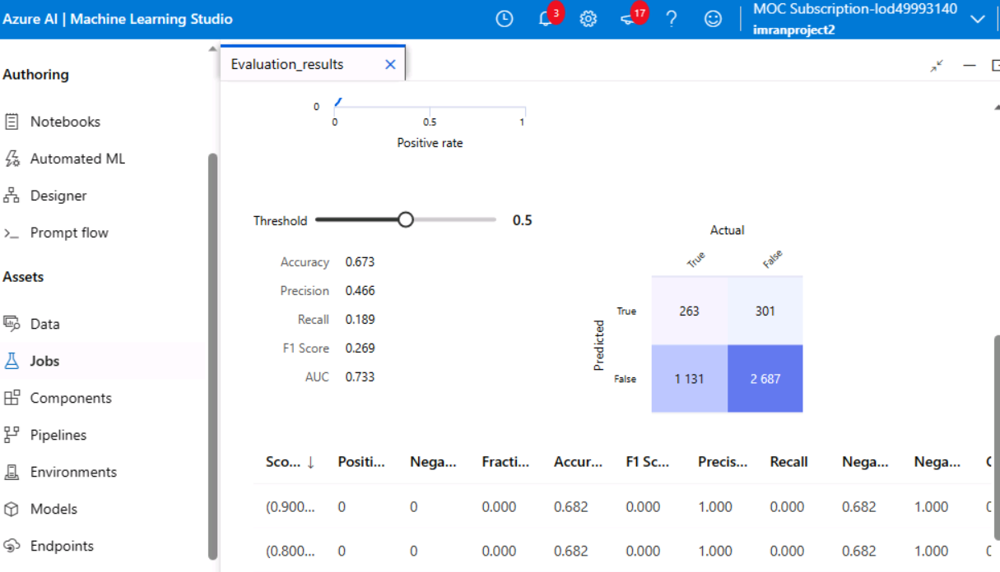 Azure AI | Machine Learning Studio
3
17
?
MOC Subscription-lod49993140
imranproject2
Authoring
Notebooks
Automated ML
Designer
Prompt flow
Assets
Data
Jobs
Components
Pipelines
Environments
Models
Endpoints
Evaluation_results
0
0 0.5 1
Positive rate
Threshold 0.5
Accuracy 0.673
Precision 0.466
Recall 0.189
F1 Score 0.269
AUC 0.733
Actual
True False
Predicted
True 263 301
False 1 131 2 687
Sco... ↓ Positi... Nega... Fracti... Accur... F1 Sc... Precis... Recall Nega... Nega...
(0.900... 0 0 0.000 0.682 0.000 1.000 0.000 0.682 1.000
(0.800... 0 0 0.000 0.682 0.000 1.000 0.000 0.682 1.000